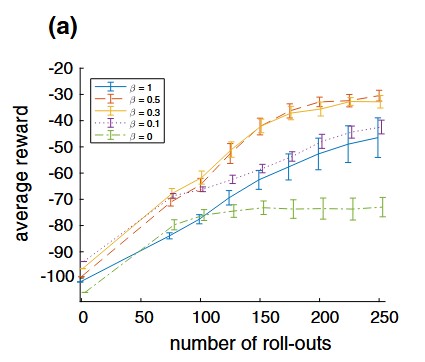 (a)
-20
-30
-40
-50
-60
-70
-80
-90
-100
average reward
β = 1
β = 0.5
β = 0.3
β = 0.1
β = 0
0 50 100 150 200 250
number of roll-outs